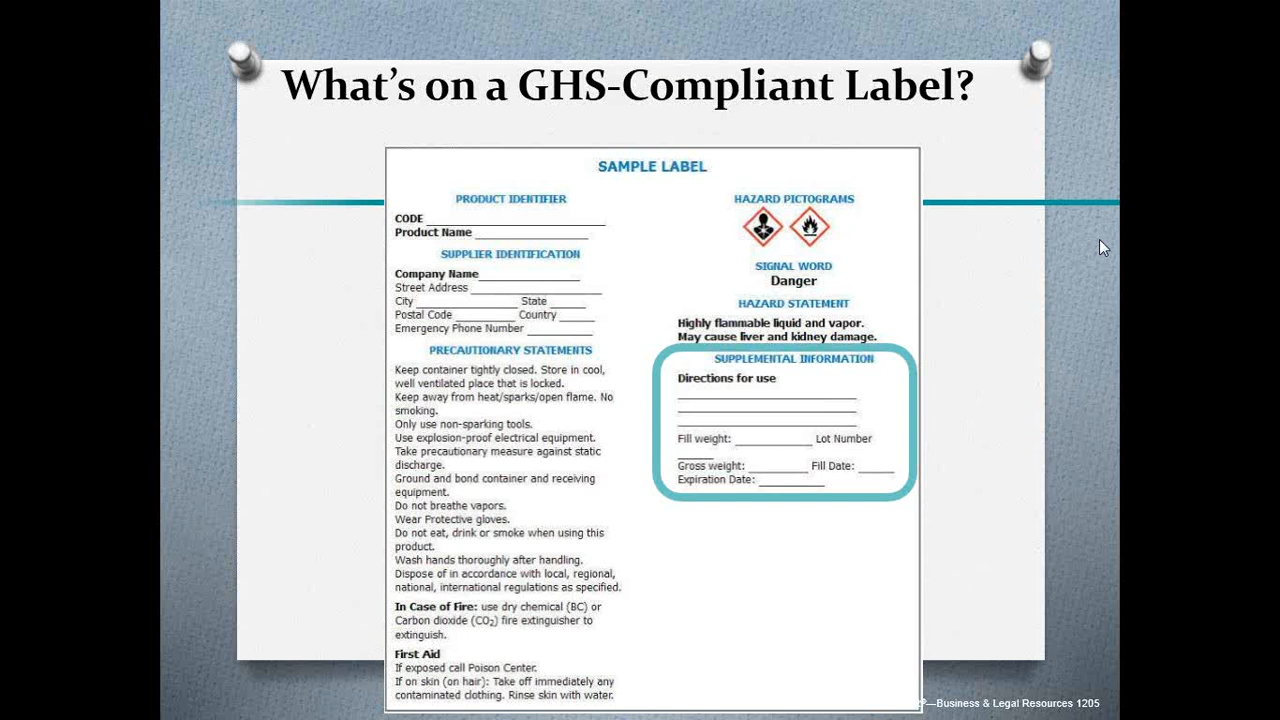 What's on a GHS-Compliant Label?
SAMPLE LABEL
PRODUCT IDENTIFIER
CODE
Product Name
SUPPLIER IDENTIFICATION
Company Name
Street Address
City State
Postal Code Country
Emergency Phone Number
PRECAUTIONARY STATEMENTS
Keep container tightly closed. Store in cool,
well ventilated place that is locked.
Keep away from heat/sparks/open flame. No
smoking.
Only use non-sparking tools.
Use explosion-proof electrical equipment.
Take precautionary measure against static
discharge.
Ground and bond container and receiving
equipment.
Do not breathe vapors.
Wear Protective gloves.
Do not eat, drink or smoke when using this
product.
Wash hands thoroughly after handling.
Dispose of in accordance with local, regional,
national, international regulations as specified.
In Case of Fire: use dry chemical (BC) or
Carbon dioxide (CO₂) fire extinguisher to
extinguish.
First Aid
If exposed call Poison Center.
If on skin (on hair): Take off immediately any
contaminated clothing. Rinse skin with water.
HAZARD PICTOGRAMS
SIGNAL WORD
Danger
HAZARD STATEMENT
Highly flammable liquid and vapor.
May cause liver and kidney damage.
SUPPLEMENTAL INFORMATION
Directions for use
Fill weight: Lot Number
Gross weight: Fill Date:
Expiration Date:
—Business & Legal Resources 1205